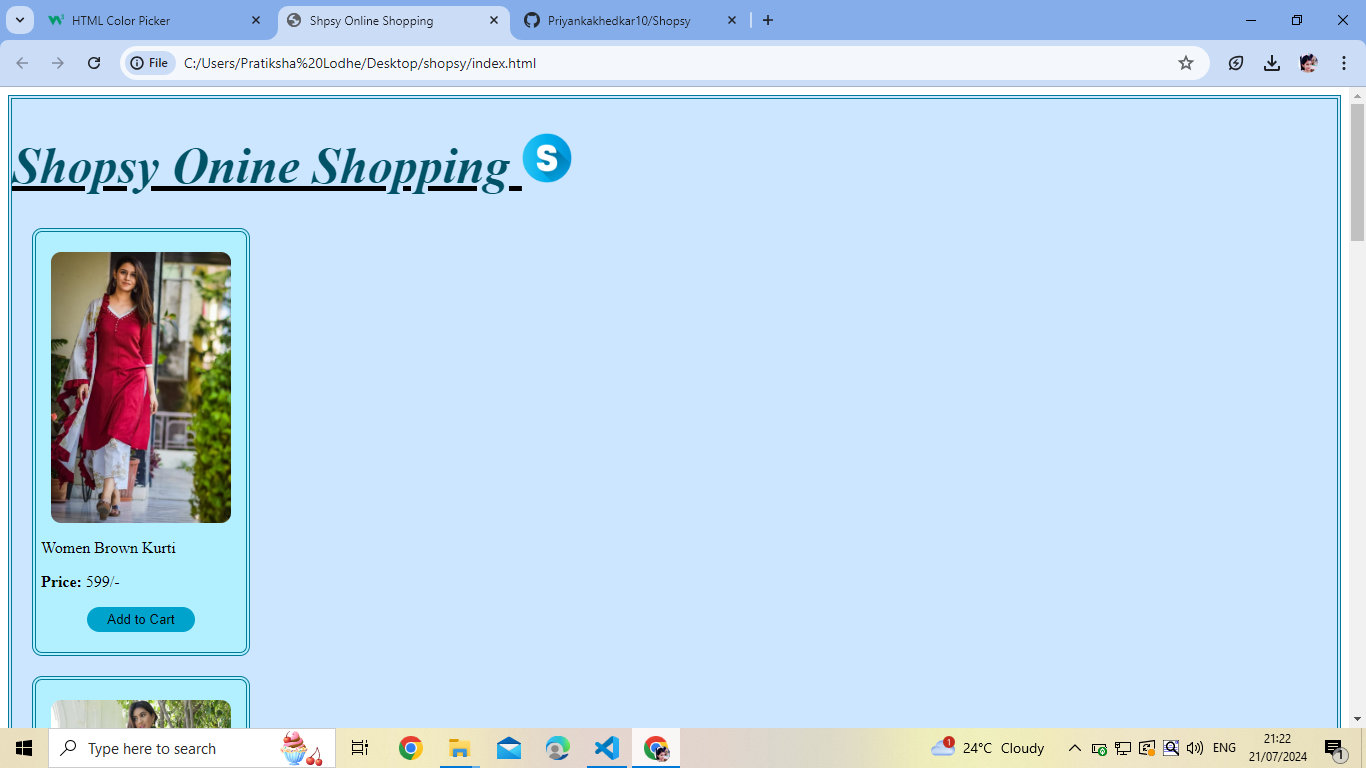 HTML Color Picker
Shpsy Online Shopping
Priyankakhedkar10/Shopsy
File
C:/Users/Pratiksha%20Lodhe/Desktop/shopsy/index.html
Shopsy Onine Shopping S
Women Brown Kurti
Price: 599/-
Add to Cart
Type here to search
1
24°C Cloudy
ENG
21:22
21/07/2024
1